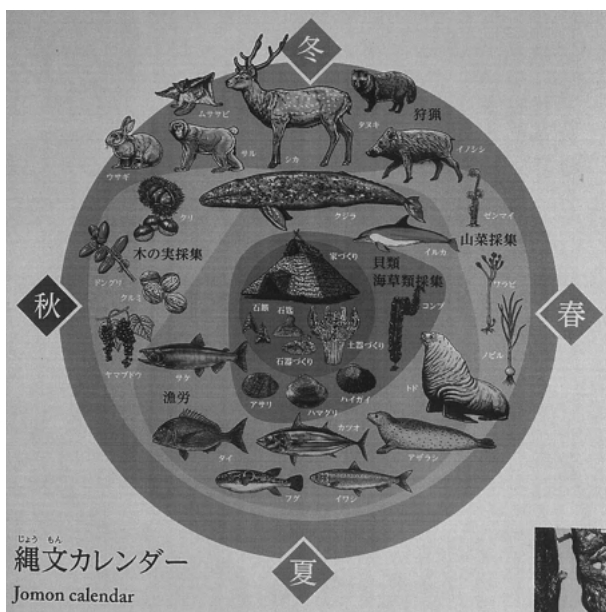 冬
ムササビ
タヌキ
狩猟
ウサギ
サル
シカ
イノシシ
クリ
クジラ
ゼンマイ
イルカ
山菜採集
木の実採集
家づくり
貝類
海草類採集
ドングリ
クルミ
ワラビ
秋
春
石鏃
石匙
コンブ
土器づくり
石器づくり
ノビル
ヤマブドウ
サケ
アサリ
ハマグリ
ハイガイ
トド
漁労
タイ
カツオ
アザラシ
フグ
イワシ
夏
じょう もん
縄文カレンダー
Jomon calendar